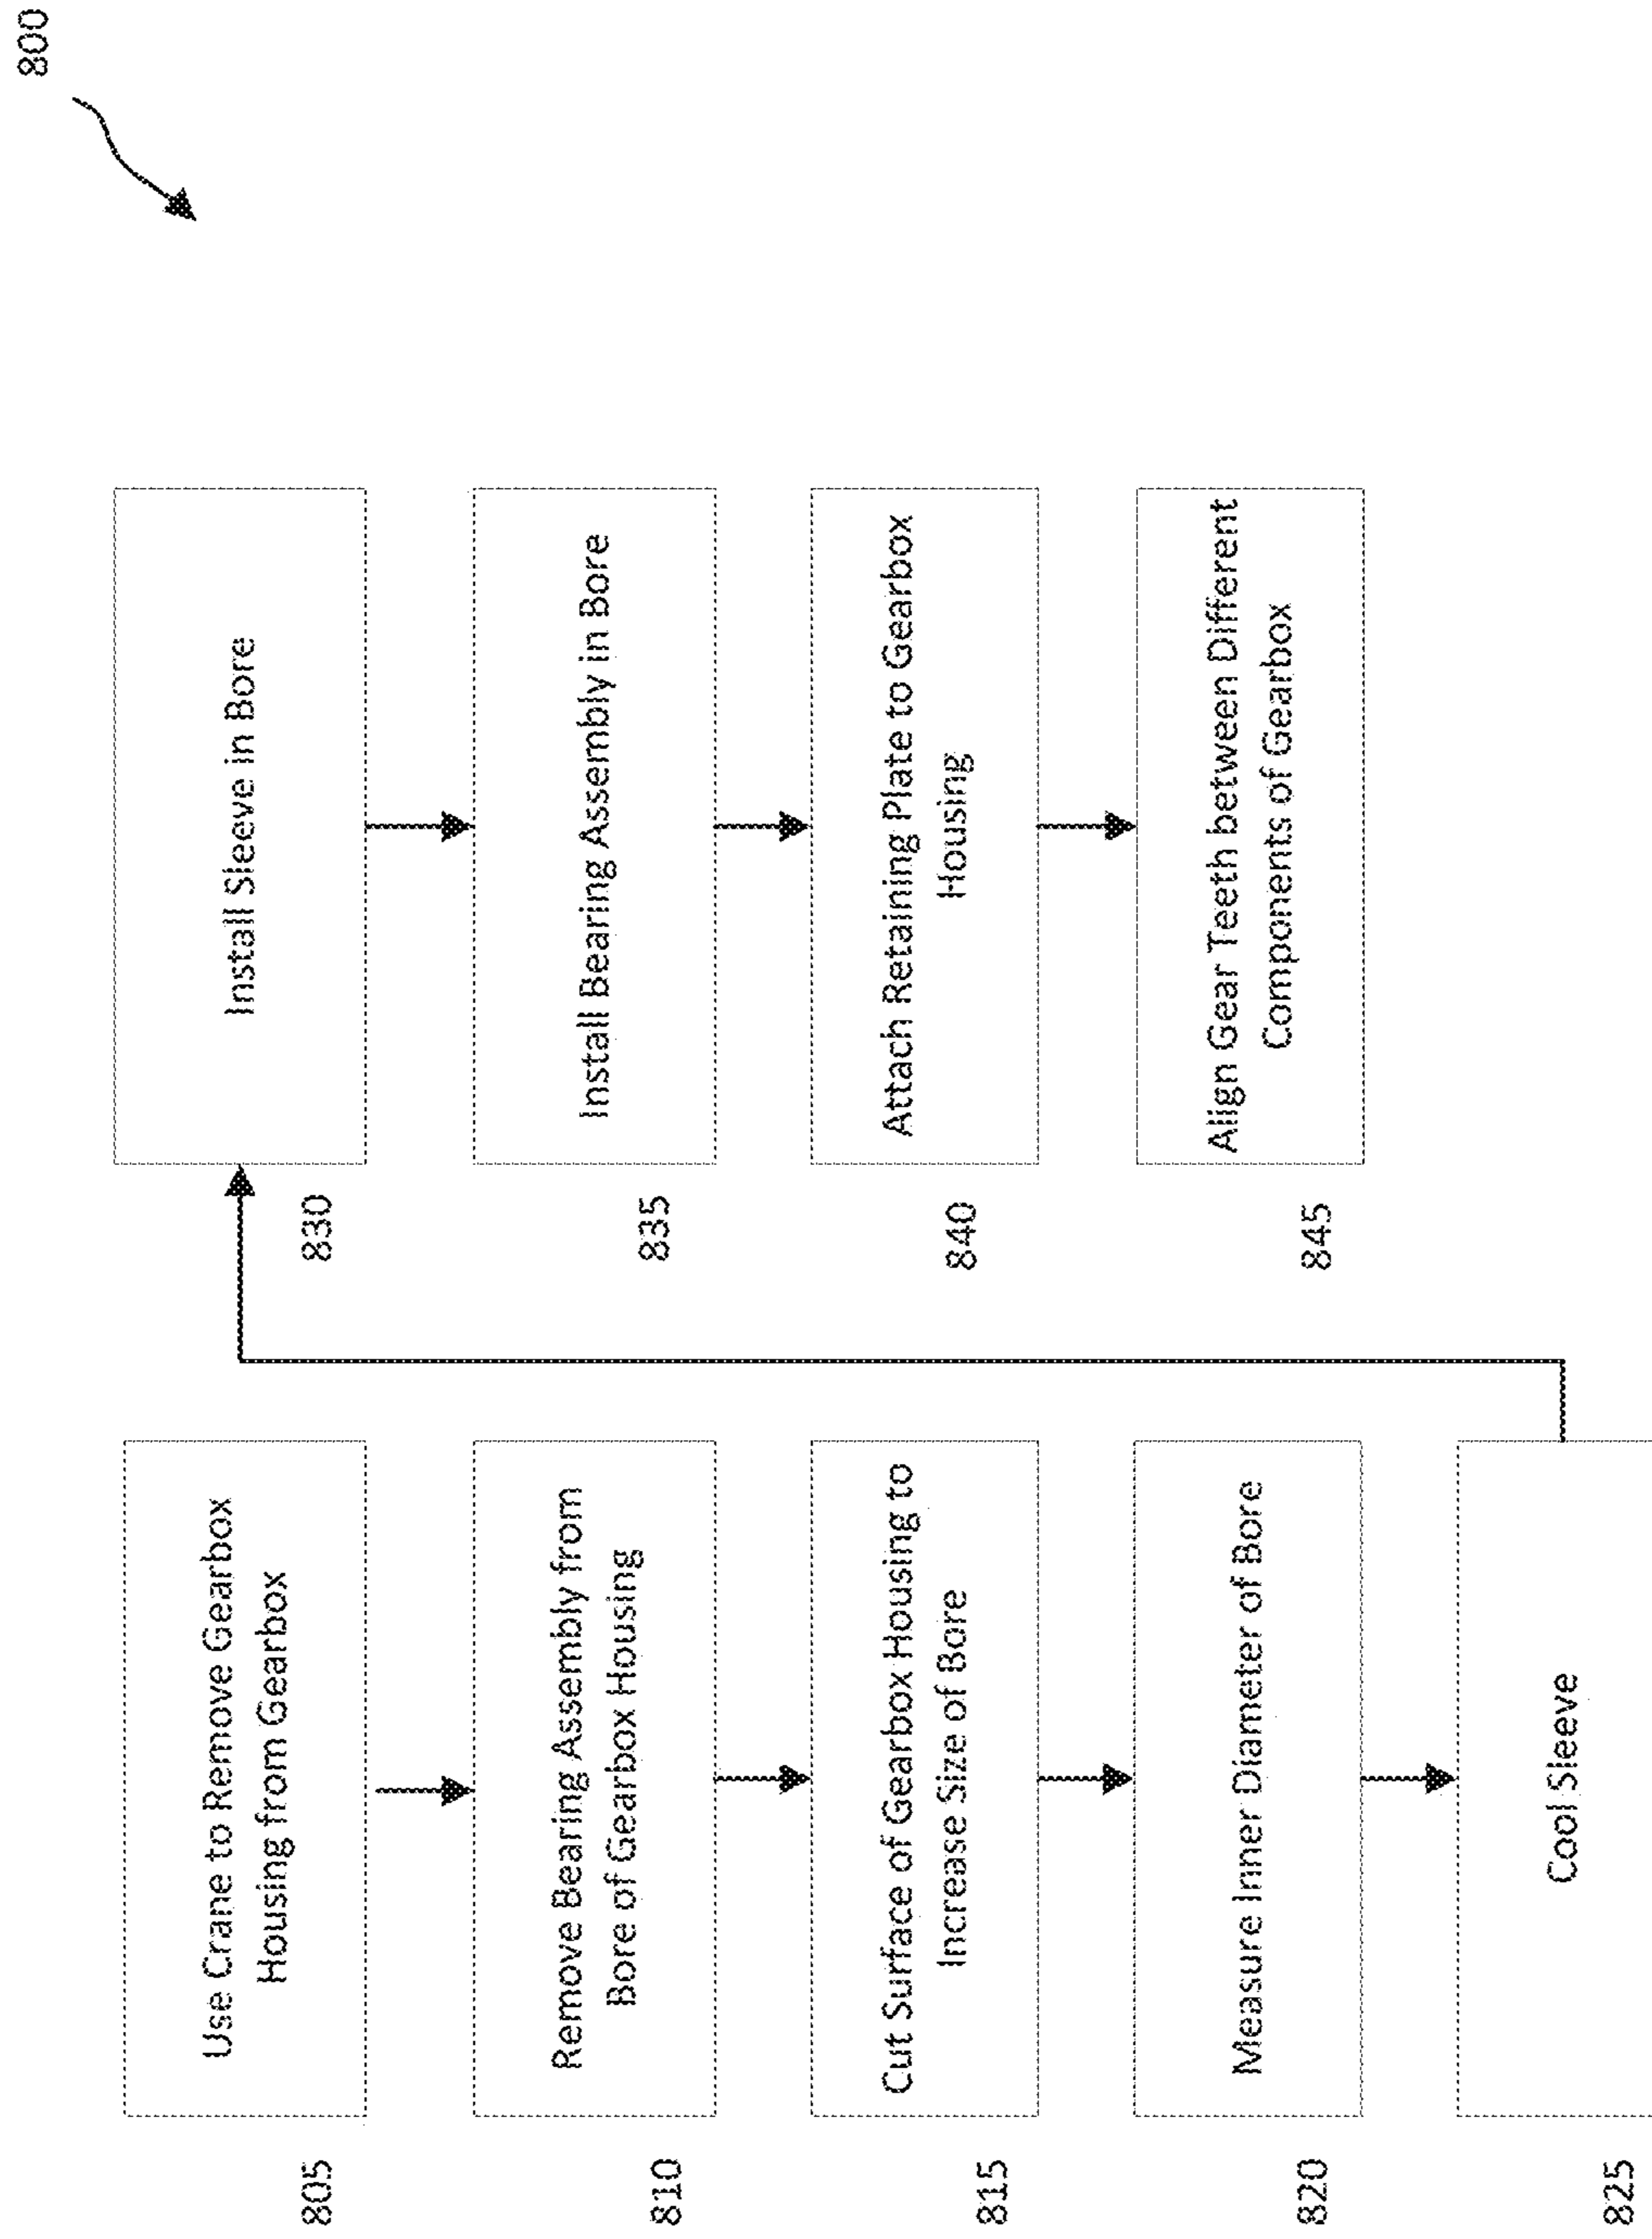 800
805
Use Crane to Remove Gearbox
Housing from Gearbox
810
Remove Bearing Assembly from
Bore of Gearbox Housing
815
Cut Surface of Gearbox Housing to
Increase Size of Bore
820
Measure Inner Diameter of Bore
825
Cool Sleeve
830
Install Sleeve in Bore
835
Install Bearing Assembly in Bore
840
Attach Retaining Plate to Gearbox
Housing
845
Align Gear Teeth between Different
Components of Gearbox